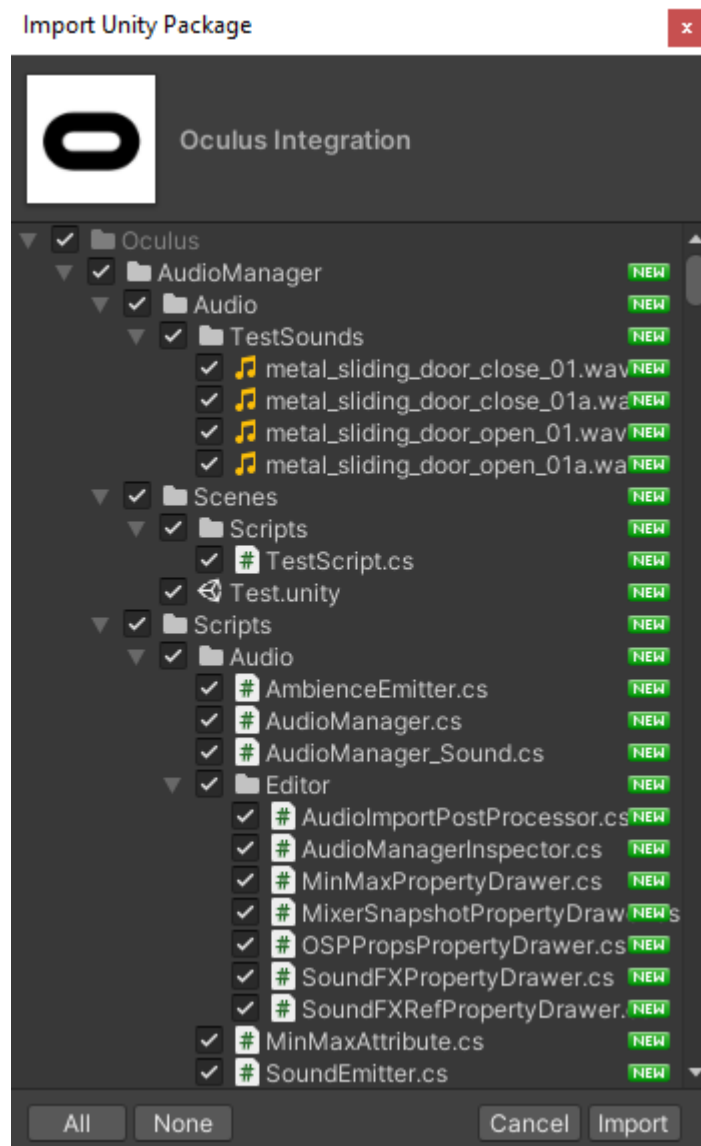 Import Unity Package
x
Oculus Integration
Oculus
AudioManager NEW
Audio NEW
TestSounds NEW
metal_sliding_door_close_01.wav NEW
metal_sliding_door_close_01a.wa NEW
metal_sliding_door_open_01.wav NEW
metal_sliding_door_open_01a.wa NEW
Scenes NEW
Scripts NEW
# TestScript.cs NEW
Test.unity NEW
Scripts NEW
Audio NEW
# AmbienceEmitter.cs NEW
# AudioManager.cs NEW
# AudioManager_Sound.cs NEW
Editor NEW
# AudioImportPostProcessor.cs NEW
# AudioManagerInspector.cs NEW
# MinMaxPropertyDrawer.cs NEW
# MixerSnapshotPropertyDraw NEW s
# OSPPropsPropertyDrawer.cs NEW
# SoundFXPropertyDrawer.cs NEW
# SoundFXRefPropertyDrawer. NEW
# MinMaxAttribute.cs NEW
# SoundEmitter.cs NEW
All None Cancel Import